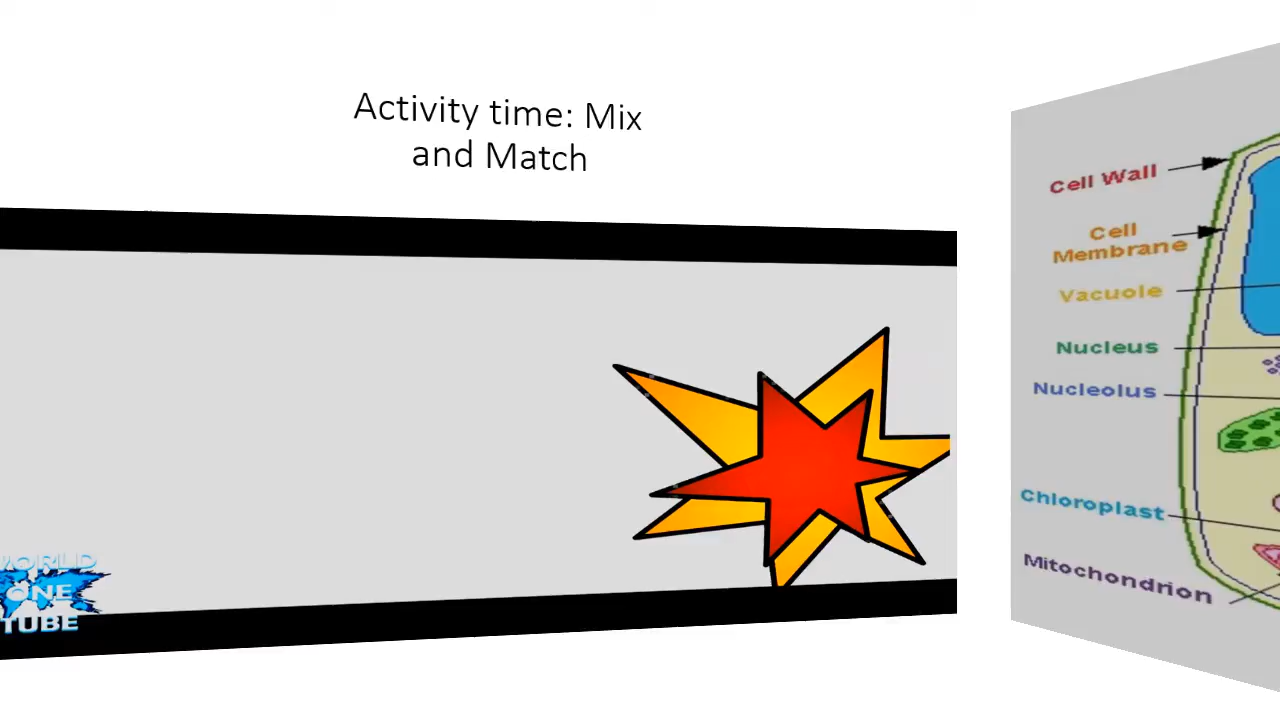 Activity time: Mix
and Match
WORLD
ONE
TUBE
Cell Wall
Cell
Membrane
Vacuole
Nucleus
Nucleolus
Chloroplast
Mitochondrion